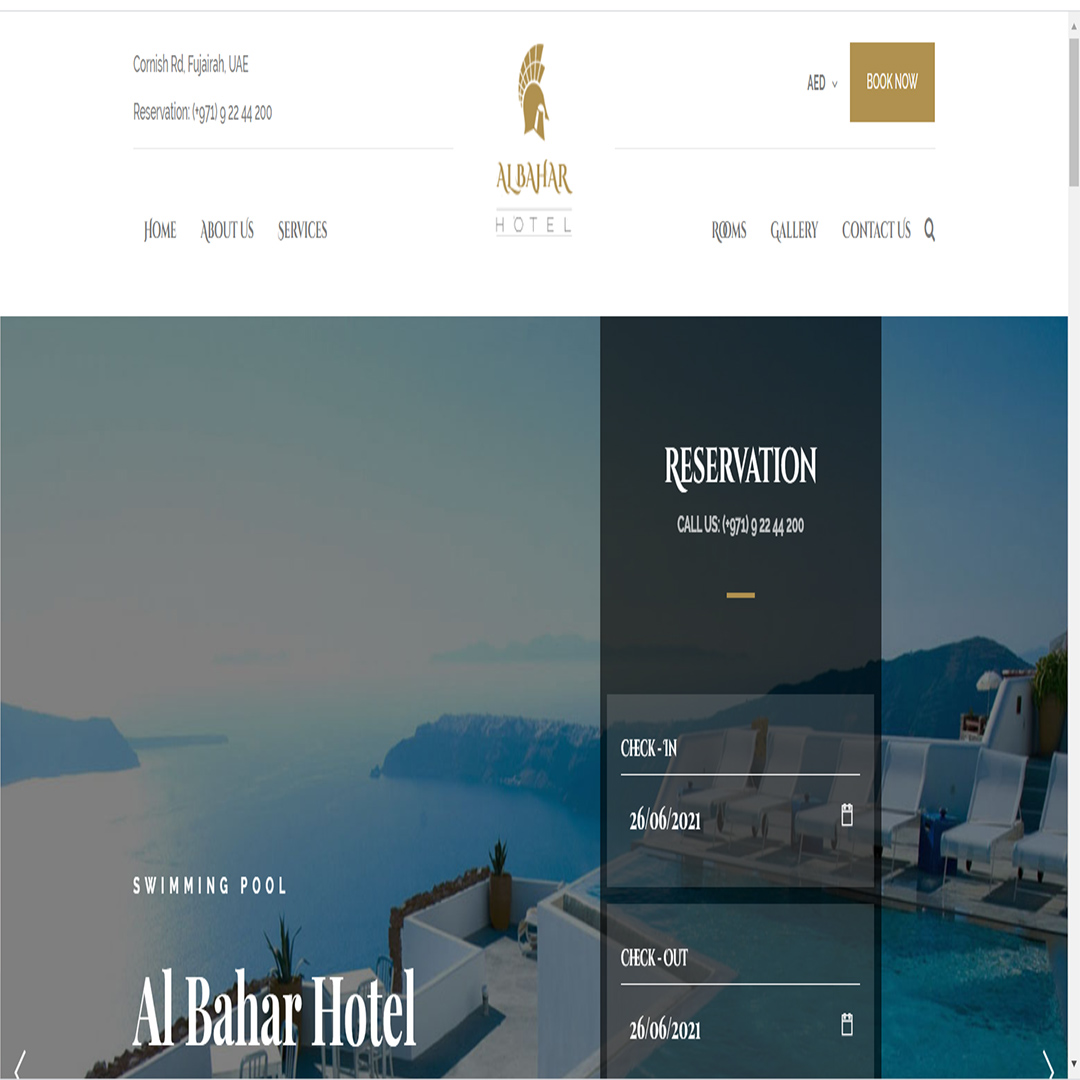 Cornish Rd, Fujairah, UAE
Reservation: (+971) 9 22 44 200
AED
BOOK NOW
AL BAHAR
HOTEL
HOME
ABOUT US
SERVICES
ROOMS
GALLERY
CONTACT US
RESERVATION
CALL US: (+971) 9 22 44 200
CHECK - IN
26/06/2021
CHECK - OUT
26/06/2021
SWIMMING POOL
Al Bahar Hotel